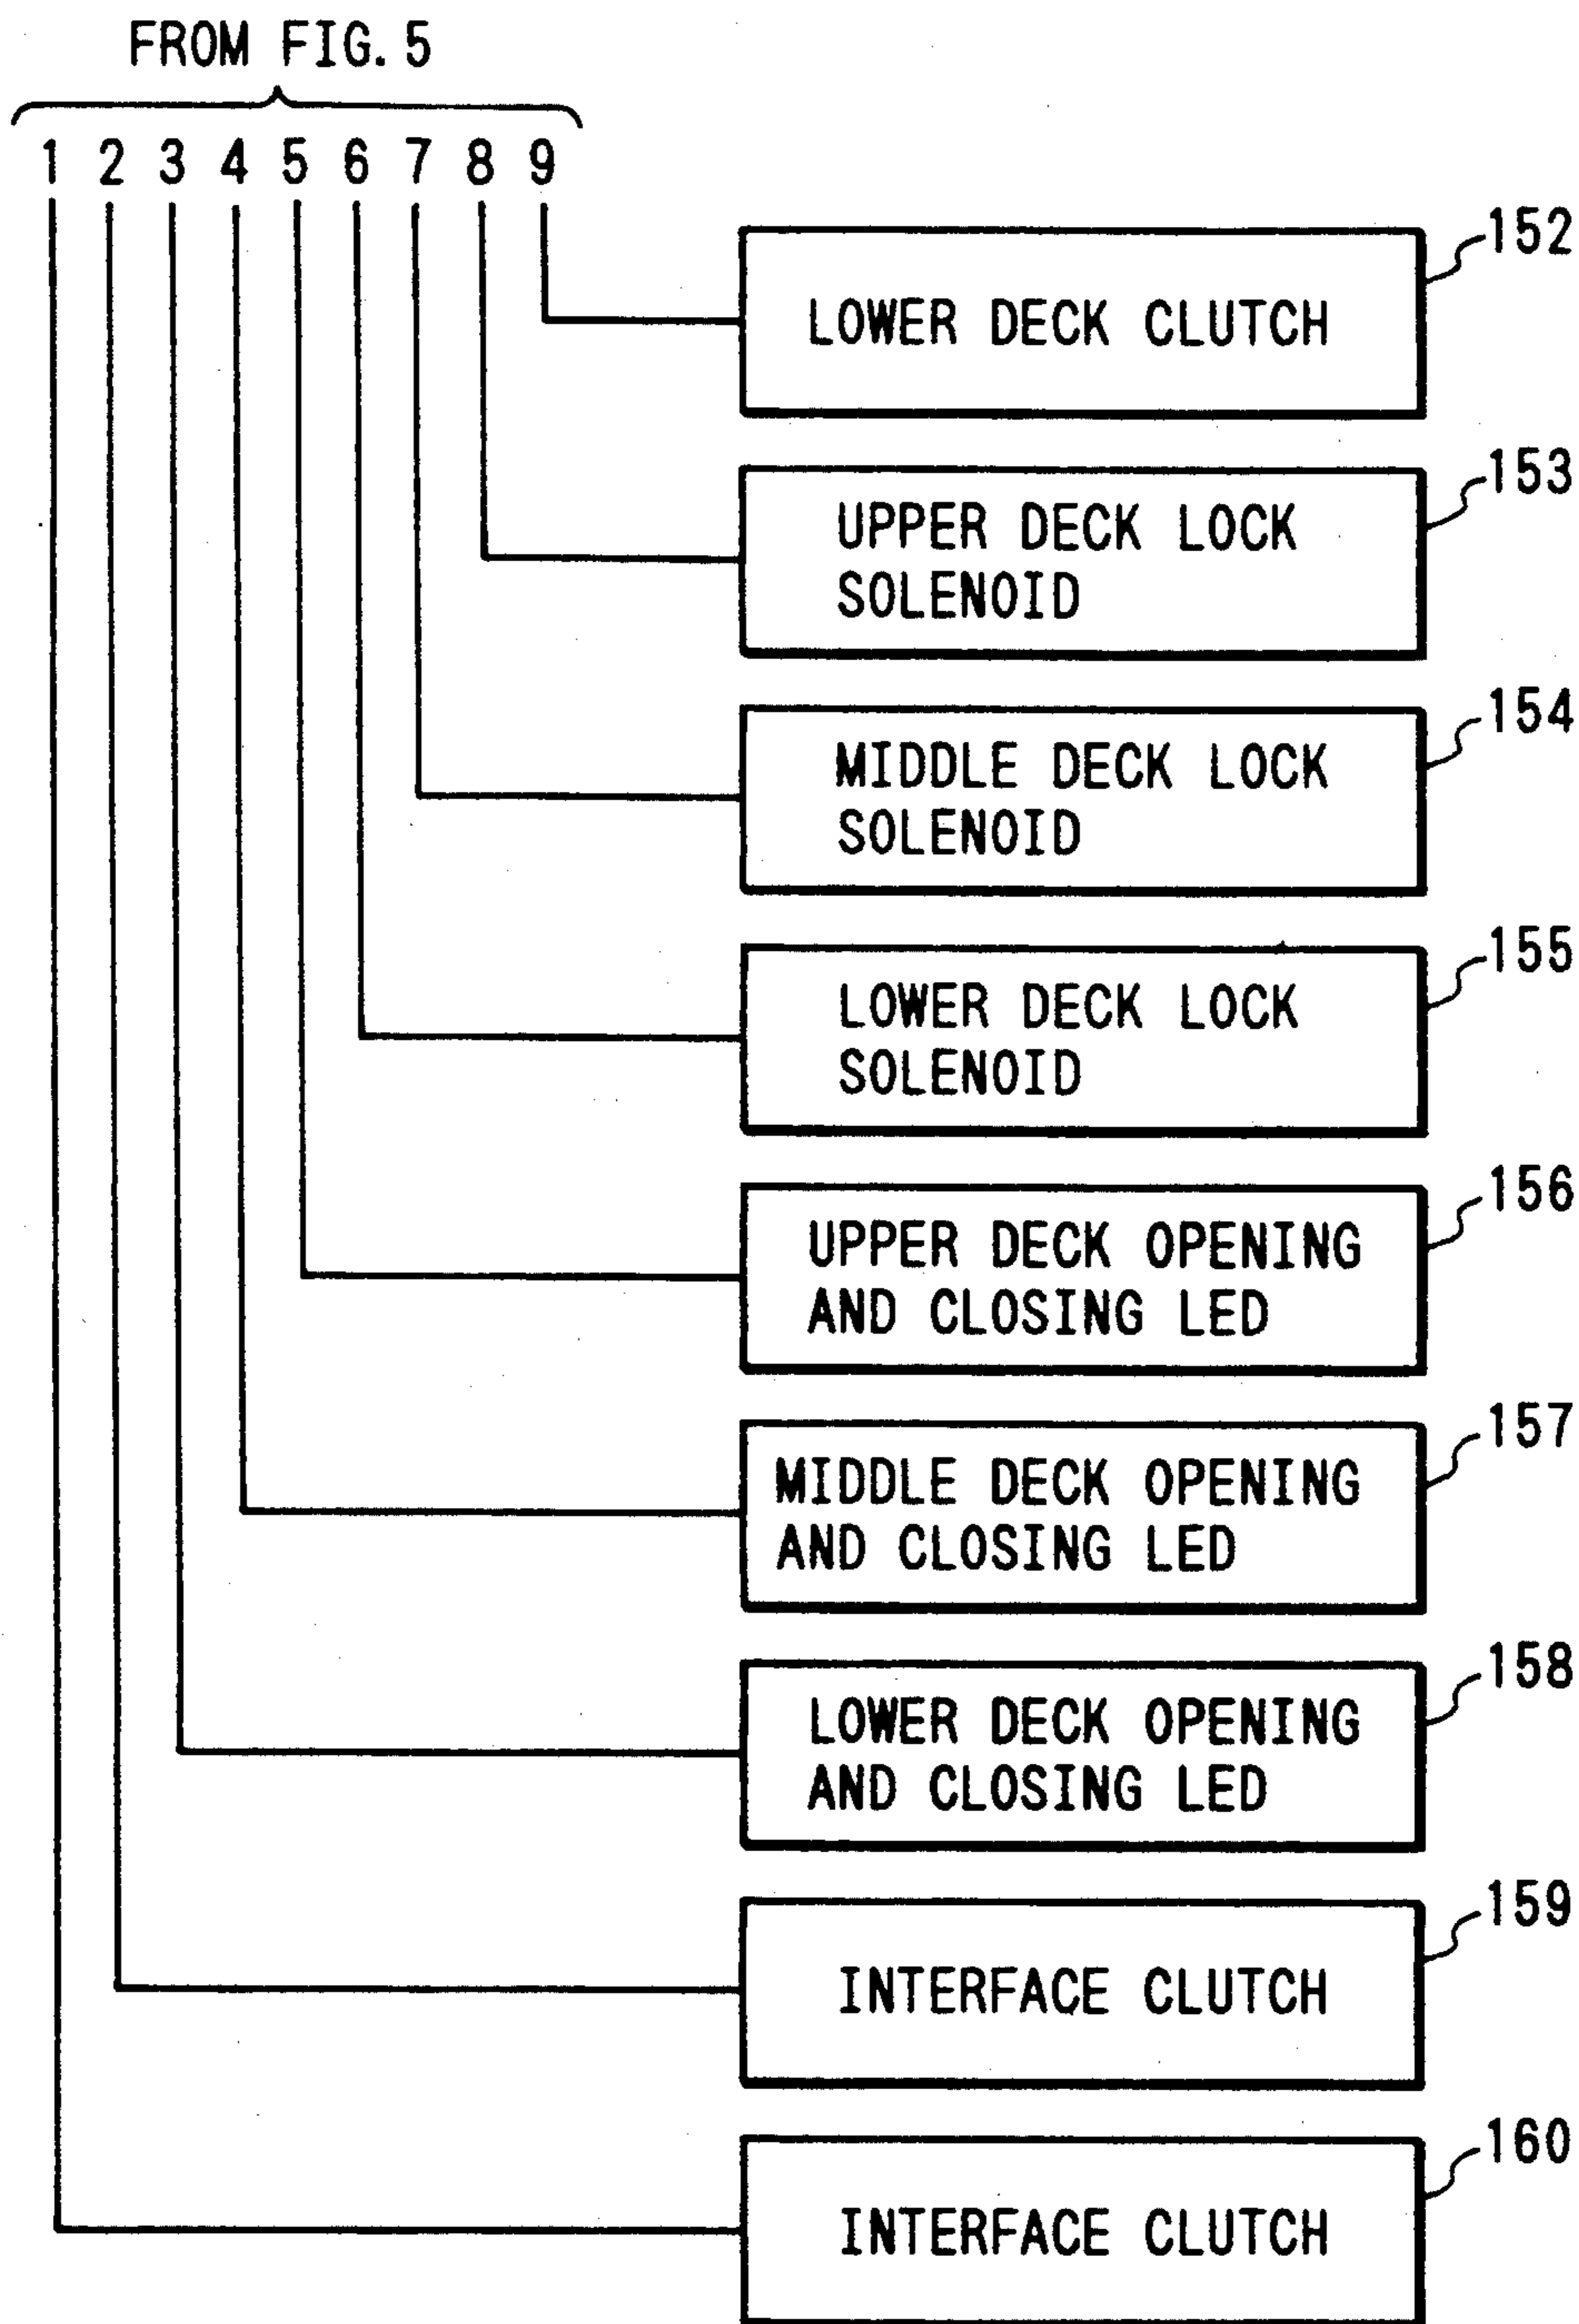 FROM FIG. 5
1 2 3 4 5 6 7 8 9
152
LOWER DECK CLUTCH
153
UPPER DECK LOCK
SOLENOID
154
MIDDLE DECK LOCK
SOLENOID
155
LOWER DECK LOCK
SOLENOID
156
UPPER DECK OPENING
AND CLOSING LED
157
MIDDLE DECK OPENING
AND CLOSING LED
158
LOWER DECK OPENING
AND CLOSING LED
159
INTERFACE CLUTCH
160
INTERFACE CLUTCH